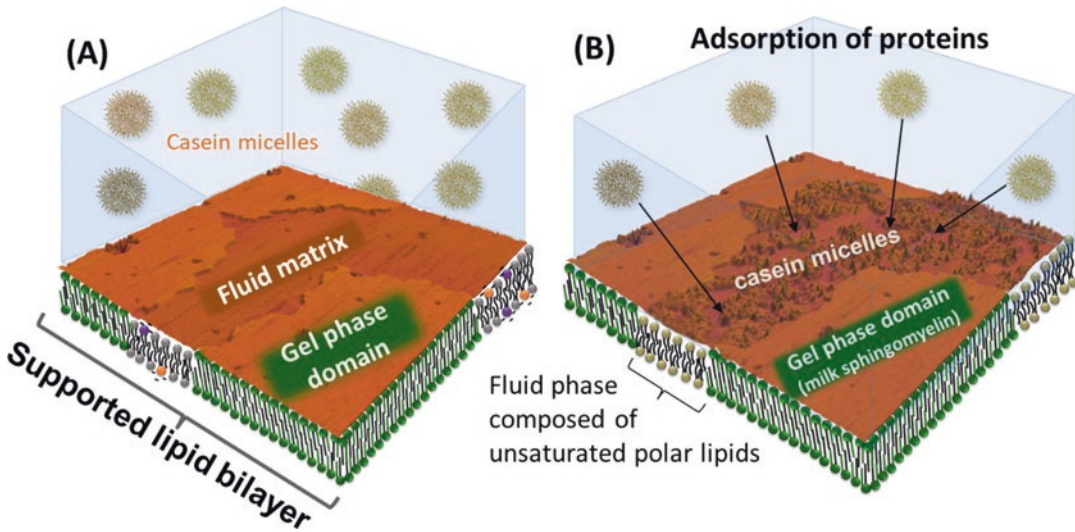 (A)
Casein micelles
Fluid matrix
Gel phase
domain
Supported lipid bilayer
(B)
Adsorption of proteins
casein micelles
Gel phase domain
(milk sphingomyelin)
Fluid phase
composed of
unsaturated polar lipids